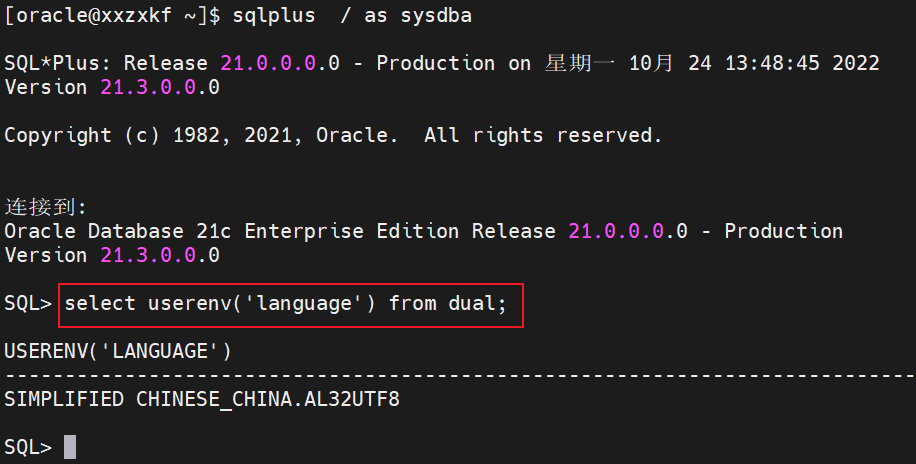 [oracle@xxzxkf ~]$ sqlplus  / as sysdba
SQL*Plus: Release 21.0.0.0.0 - Production on 星期一 10月 24 13:48:45 2022
Version 21.3.0.0.0
Copyright (c) 1982, 2021, Oracle.  All rights reserved.
连接到:
Oracle Database 21c Enterprise Edition Release 21.0.0.0.0 - Production
Version 21.3.0.0.0
SQL> select userenv('language') from dual;
USERENV('LANGUAGE')
----------------------------------------------------------------------------
SIMPLIFIED CHINESE_CHINA.AL32UTF8
SQL>